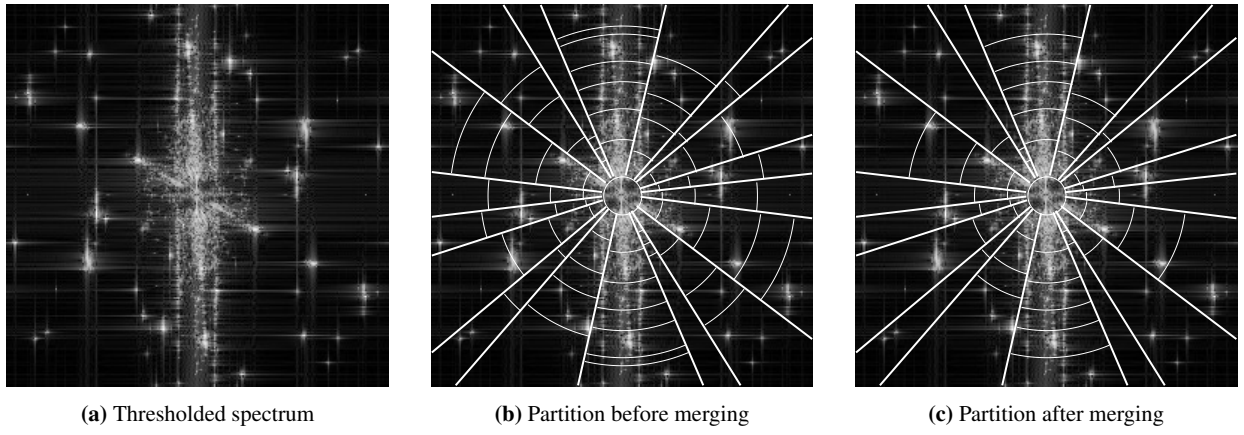 (a) Thresholded spectrum
(b) Partition before merging
(c) Partition after merging